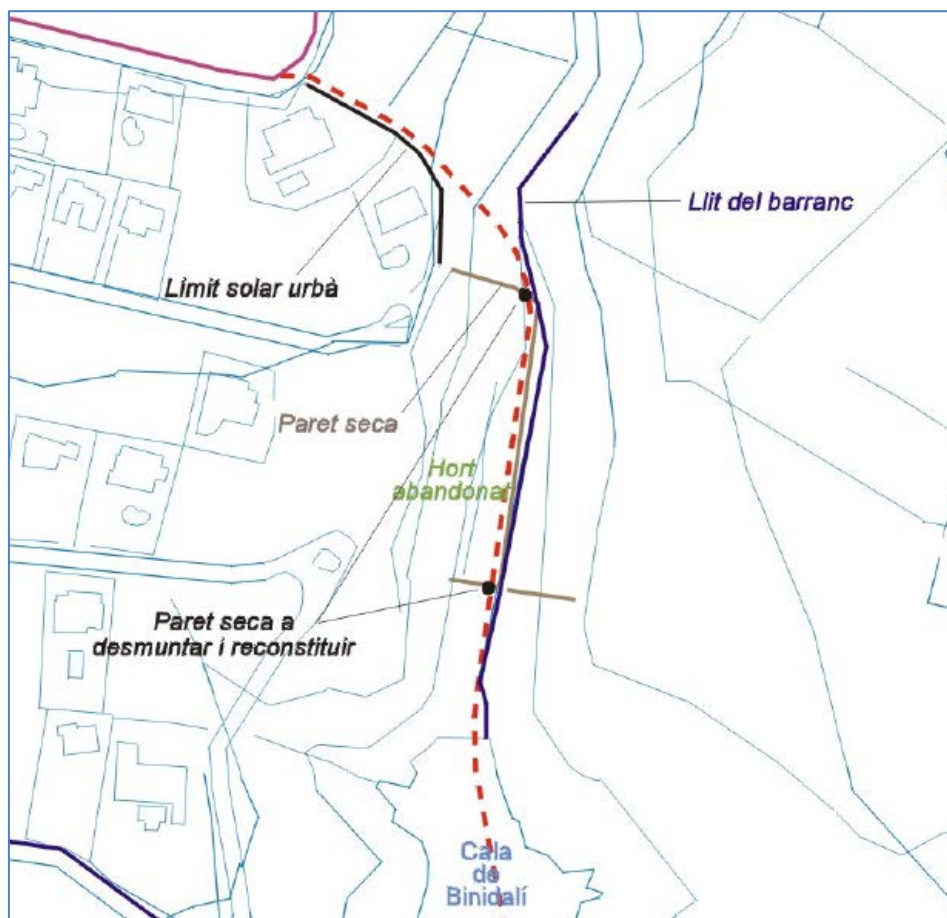 Llit del barranc
Límit solar urbà
Paret seca
Hort
abandonat
Paret seca a
desmuntar i reconstituir
Cala
de
Binidalí